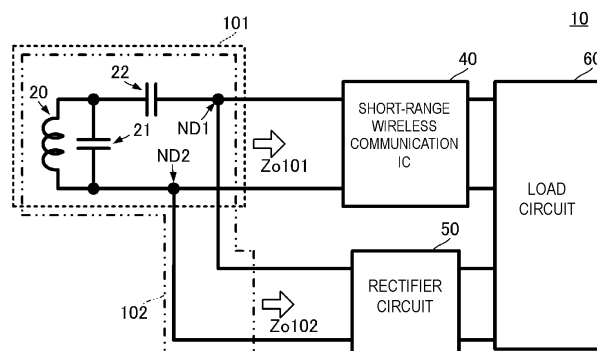 10
101
22
40
60
20
21
ND1
ND2
Zo101
SHORT-RANGE
WIRELESS
COMMUNICATION
IC
LOAD
CIRCUIT
50
RECTIFIER
CIRCUIT
102
Zo102